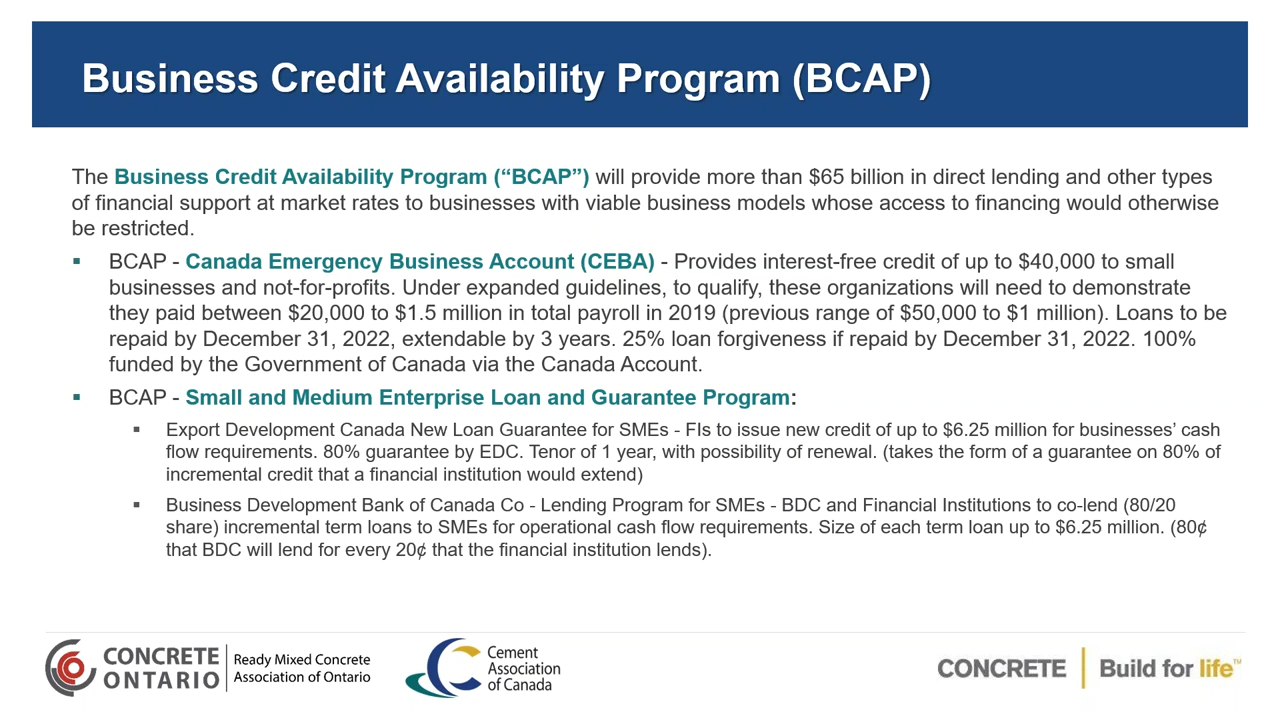 Business Credit Availability Program (BCAP)
The Business Credit Availability Program (“BCAP”) will provide more than $65 billion in direct lending and other types
of financial support at market rates to businesses with viable business models whose access to financing would otherwise
be restricted.
▪ BCAP - Canada Emergency Business Account (CEBA) - Provides interest-free credit of up to $40,000 to small
businesses and not-for-profits. Under expanded guidelines, to qualify, these organizations will need to demonstrate
they paid between $20,000 to $1.5 million in total payroll in 2019 (previous range of $50,000 to $1 million). Loans to be
repaid by December 31, 2022, extendable by 3 years. 25% loan forgiveness if repaid by December 31, 2022. 100%
funded by the Government of Canada via the Canada Account.
▪ BCAP - Small and Medium Enterprise Loan and Guarantee Program:
▪ Export Development Canada New Loan Guarantee for SMEs - FIs to issue new credit of up to $6.25 million for businesses’ cash
flow requirements. 80% guarantee by EDC. Tenor of 1 year, with possibility of renewal. (takes the form of a guarantee on 80% of
incremental credit that a financial institution would extend)
▪ Business Development Bank of Canada Co - Lending Program for SMEs - BDC and Financial Institutions to co-lend (80/20
share) incremental term loans to SMEs for operational cash flow requirements. Size of each term loan up to $6.25 million. (80¢
that BDC will lend for every 20¢ that the financial institution lends).
CONCRETE
ONTARIO
Ready Mixed Concrete
Association of Ontario
Cement
Association
of Canada
CONCRETE Build for life™